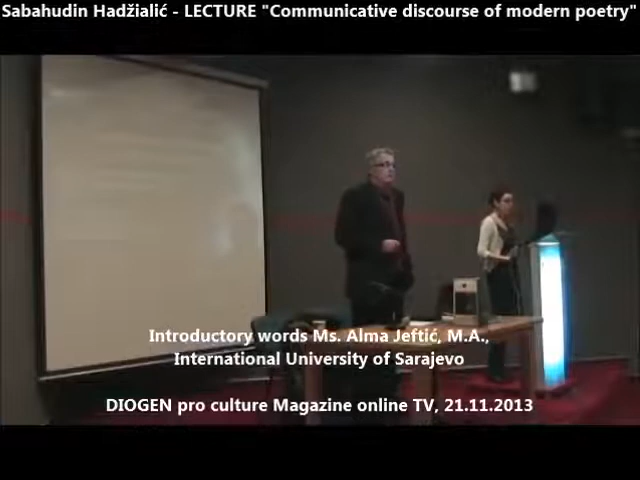 Sabahudin Hadžialić - LECTURE "Communicative discourse of modern poetry"
Introductory words Ms. Alma Jeftić, M.A.,
International University of Sarajevo
DIOGEN pro culture Magazine online TV, 21.11.2013